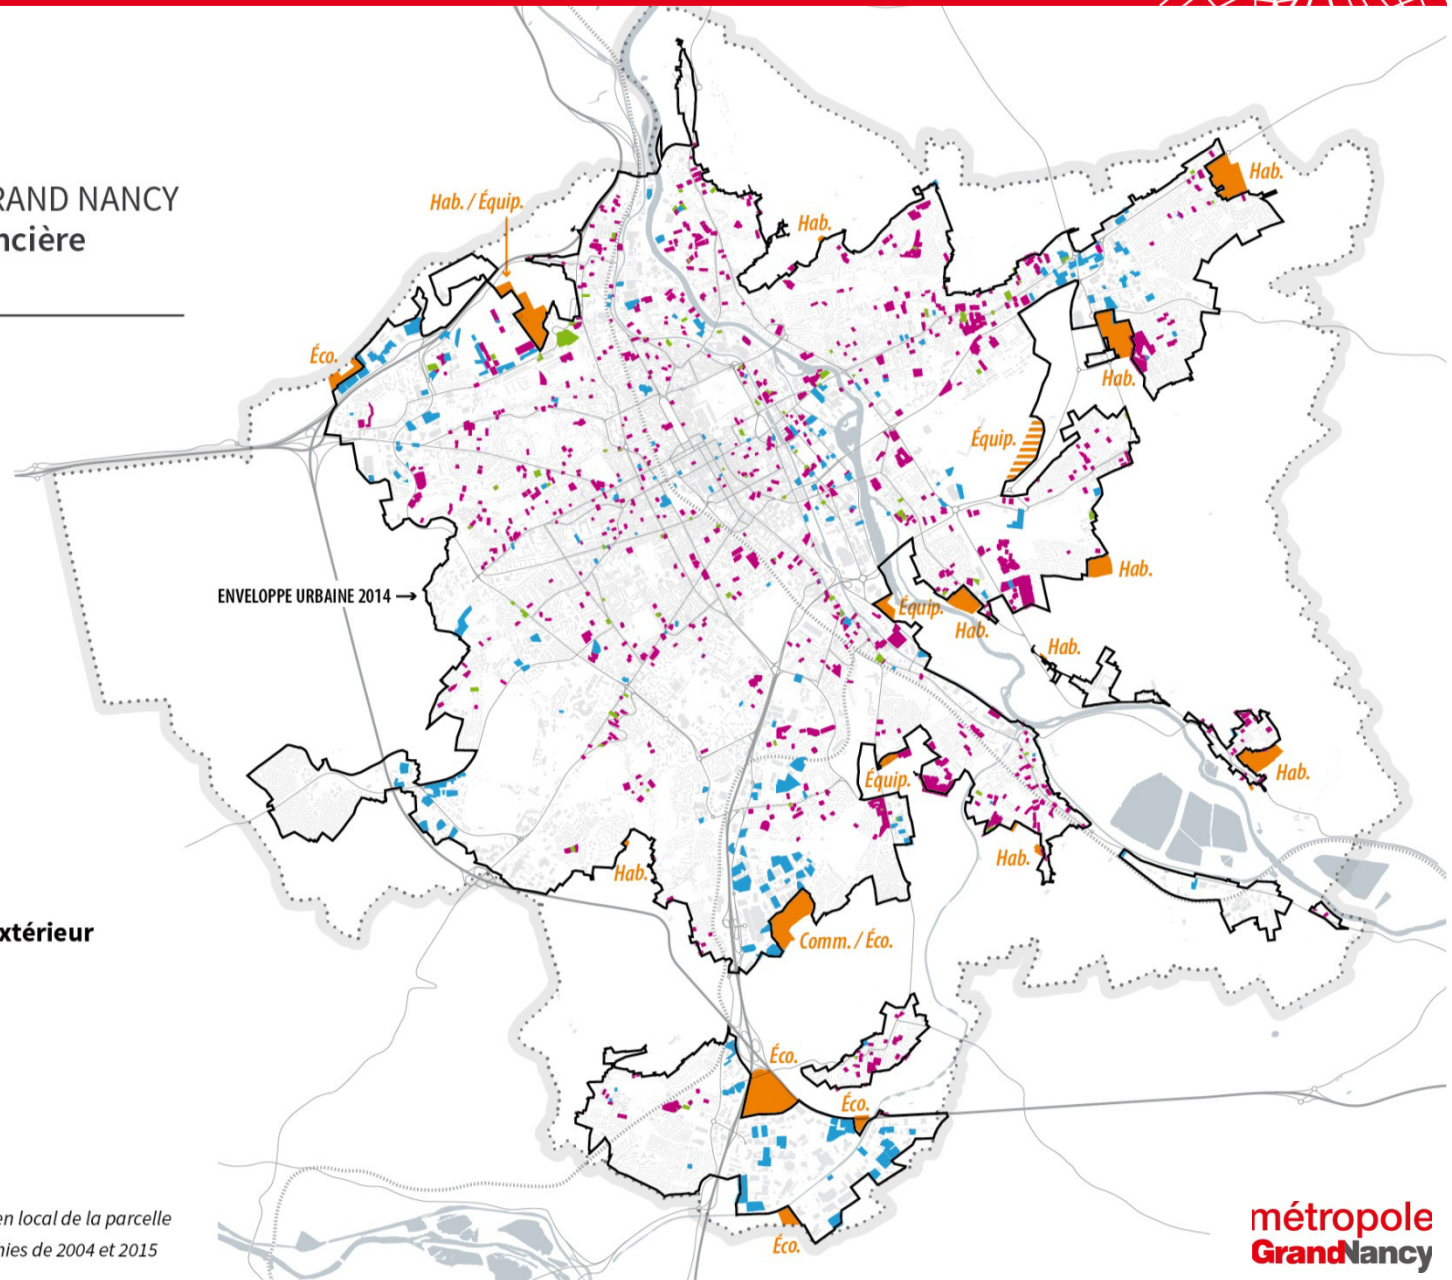 RAND NANCY
ncière
Hab. / Équip.
Hab.
Hab.
Éco.
Hab.
Équip.
Hab.
ENVELOPPE URBAINE 2014 →
Équip.
Hab.
Hab.
Hab.
Équip.
Hab.
Hab.
xtérieur
Comm. / Éco.
Éco.
Éco.
en local de la parcelle
nies de 2004 et 2015
Éco.
métropole
GrandNancy